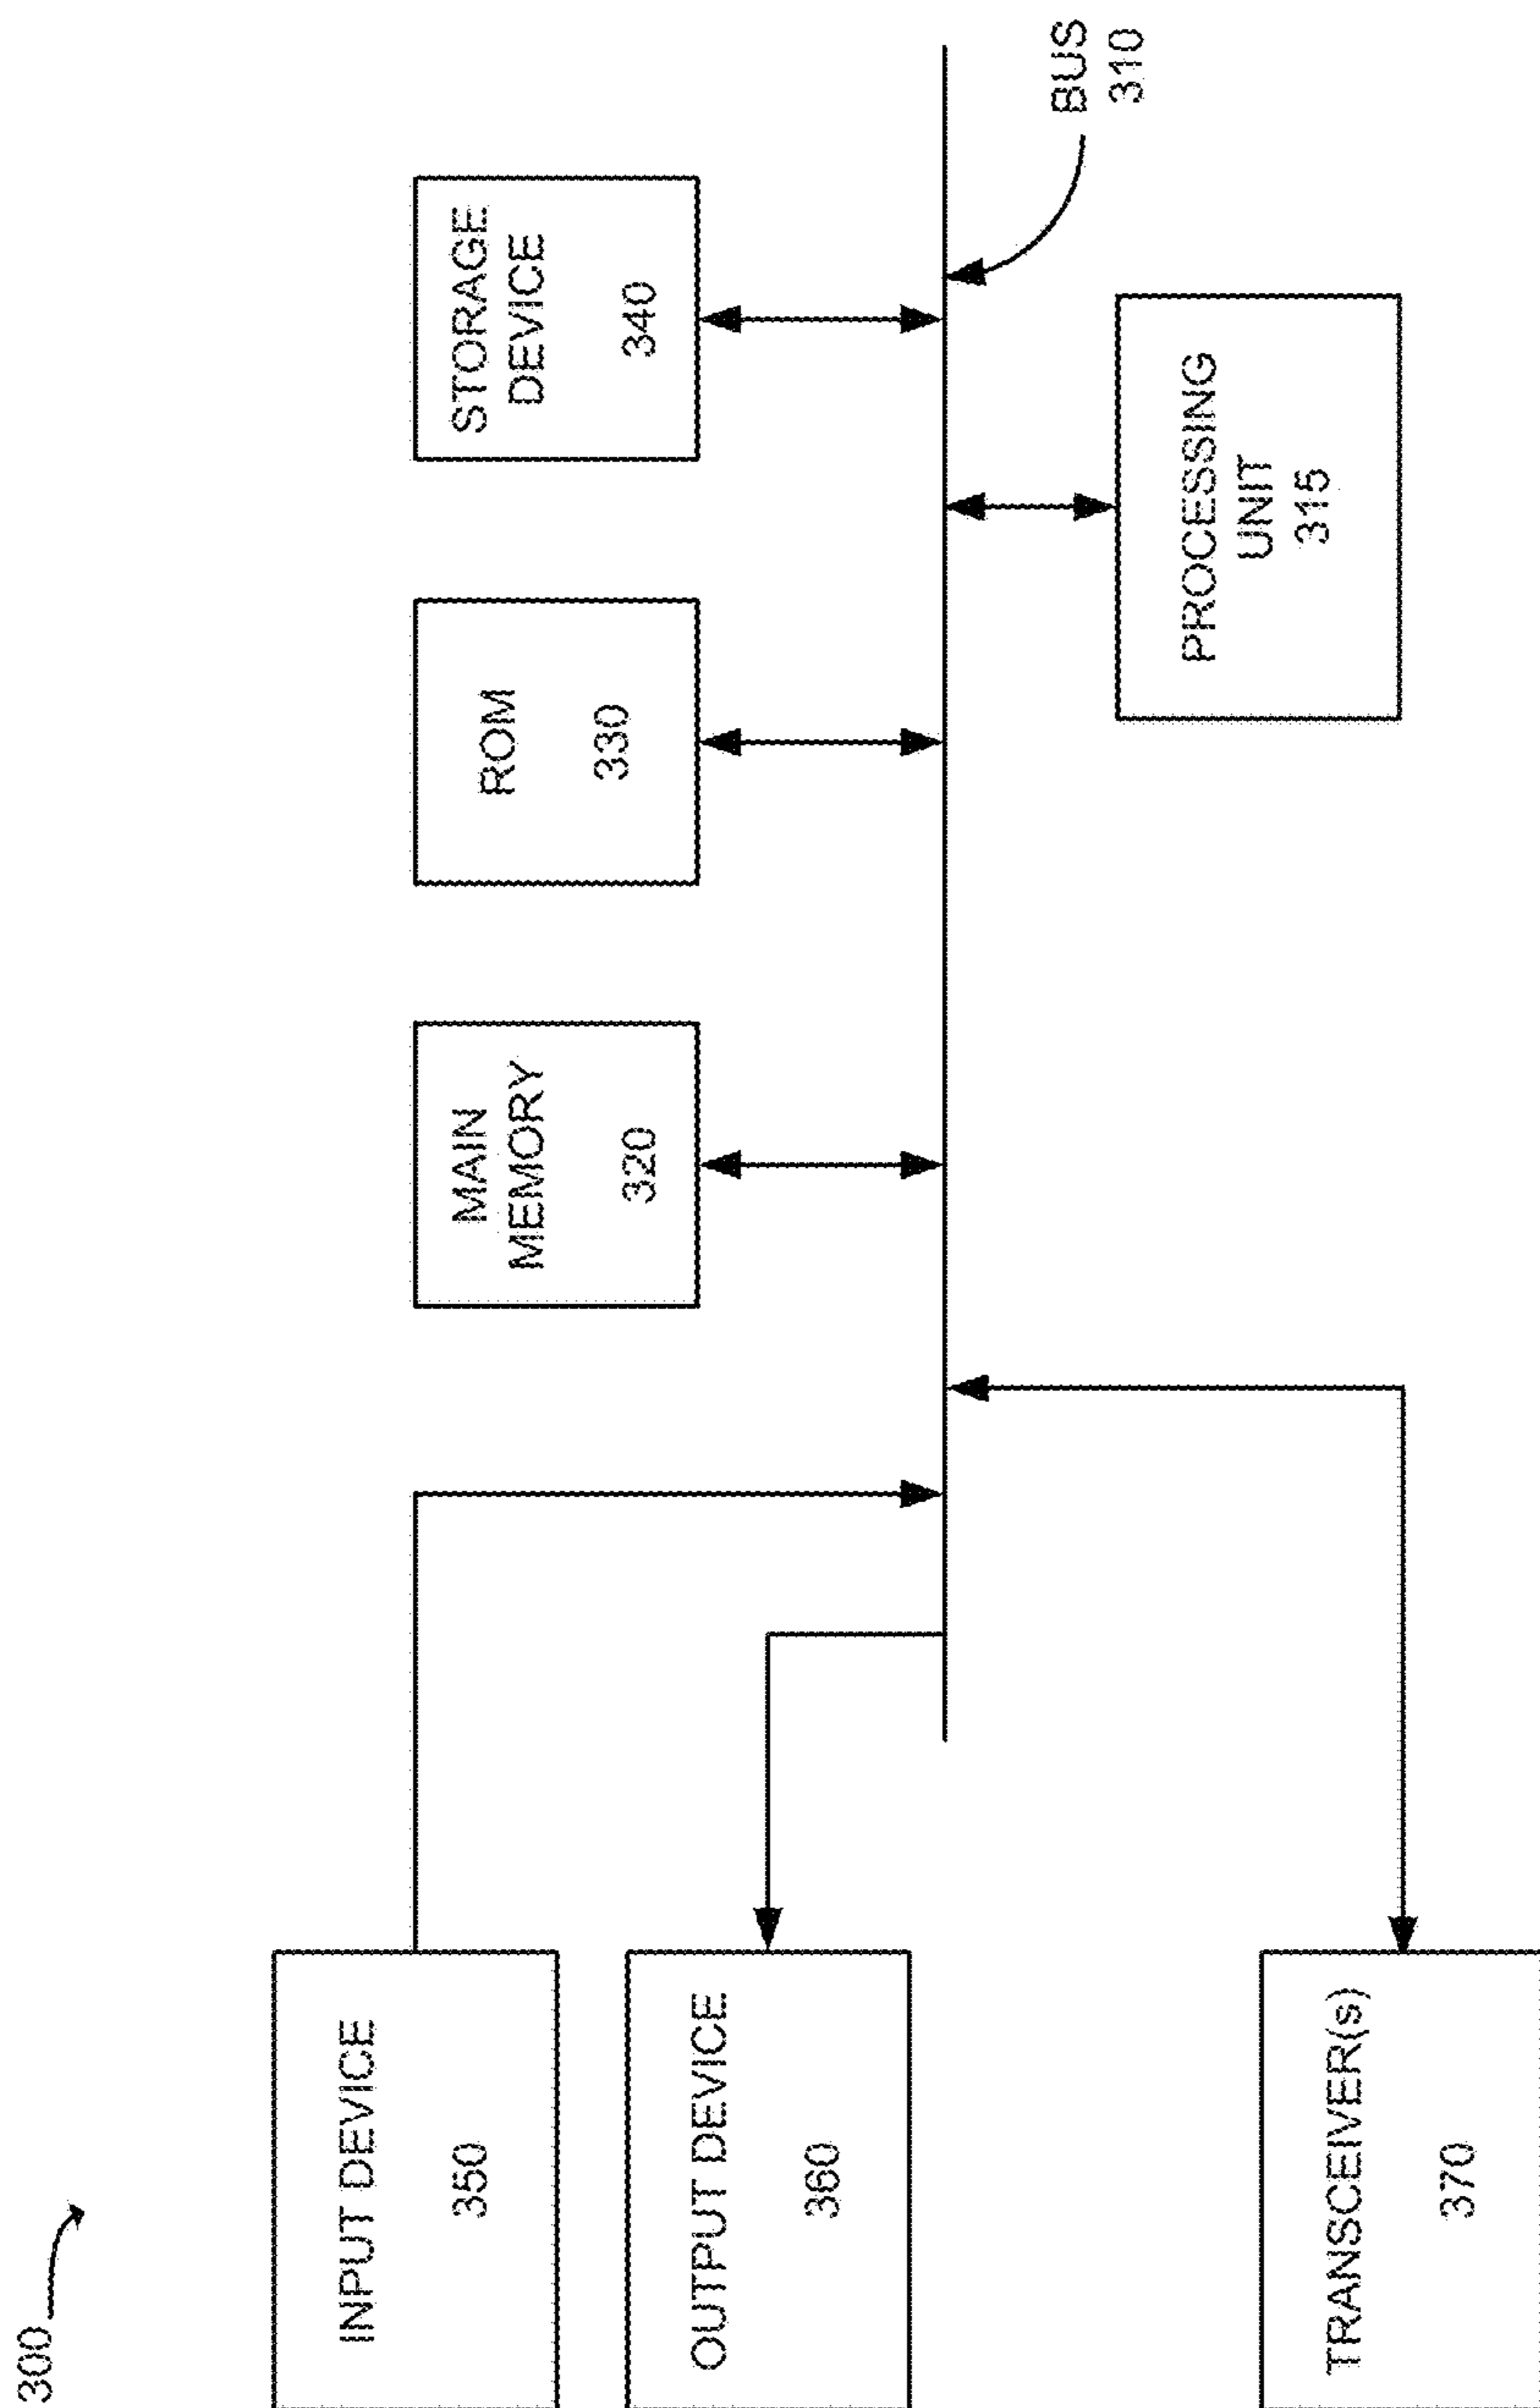 300
INPUT DEVICE
350
OUTPUT DEVICE
360
TRANSCEIVER(s)
370
MAIN
MEMORY
320
ROM
330
STORAGE
DEVICE
340
BUS
310
PROCESSING
UNIT
315